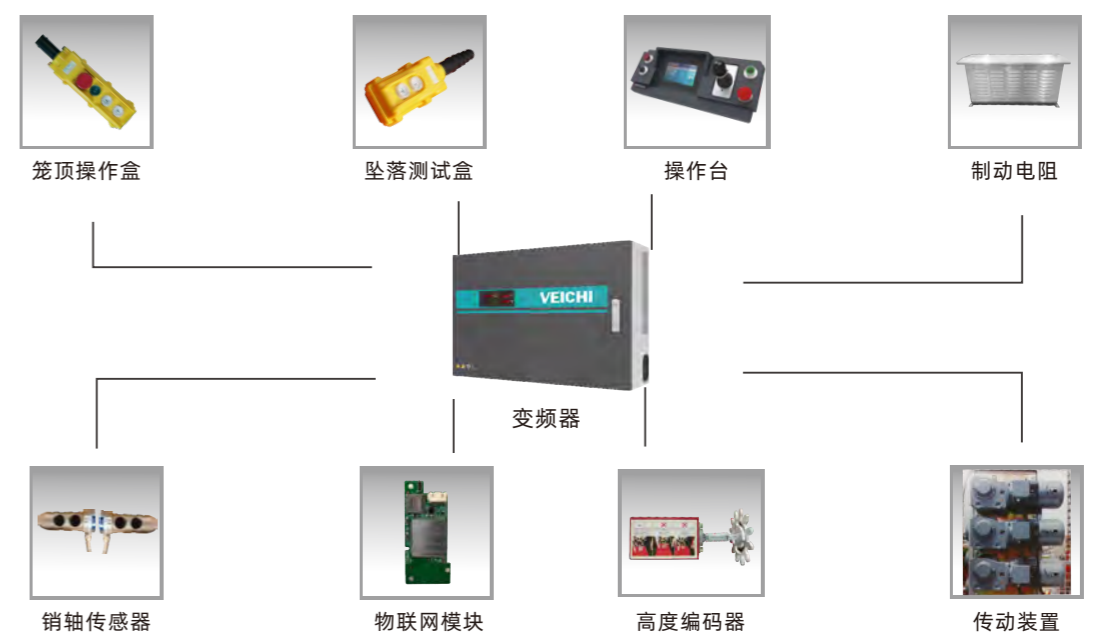 笼顶操作盒
坠落测试盒
操作台
制动电阻
VEICHI
变频器
销轴传感器
物联网模块
高度编码器
传动装置